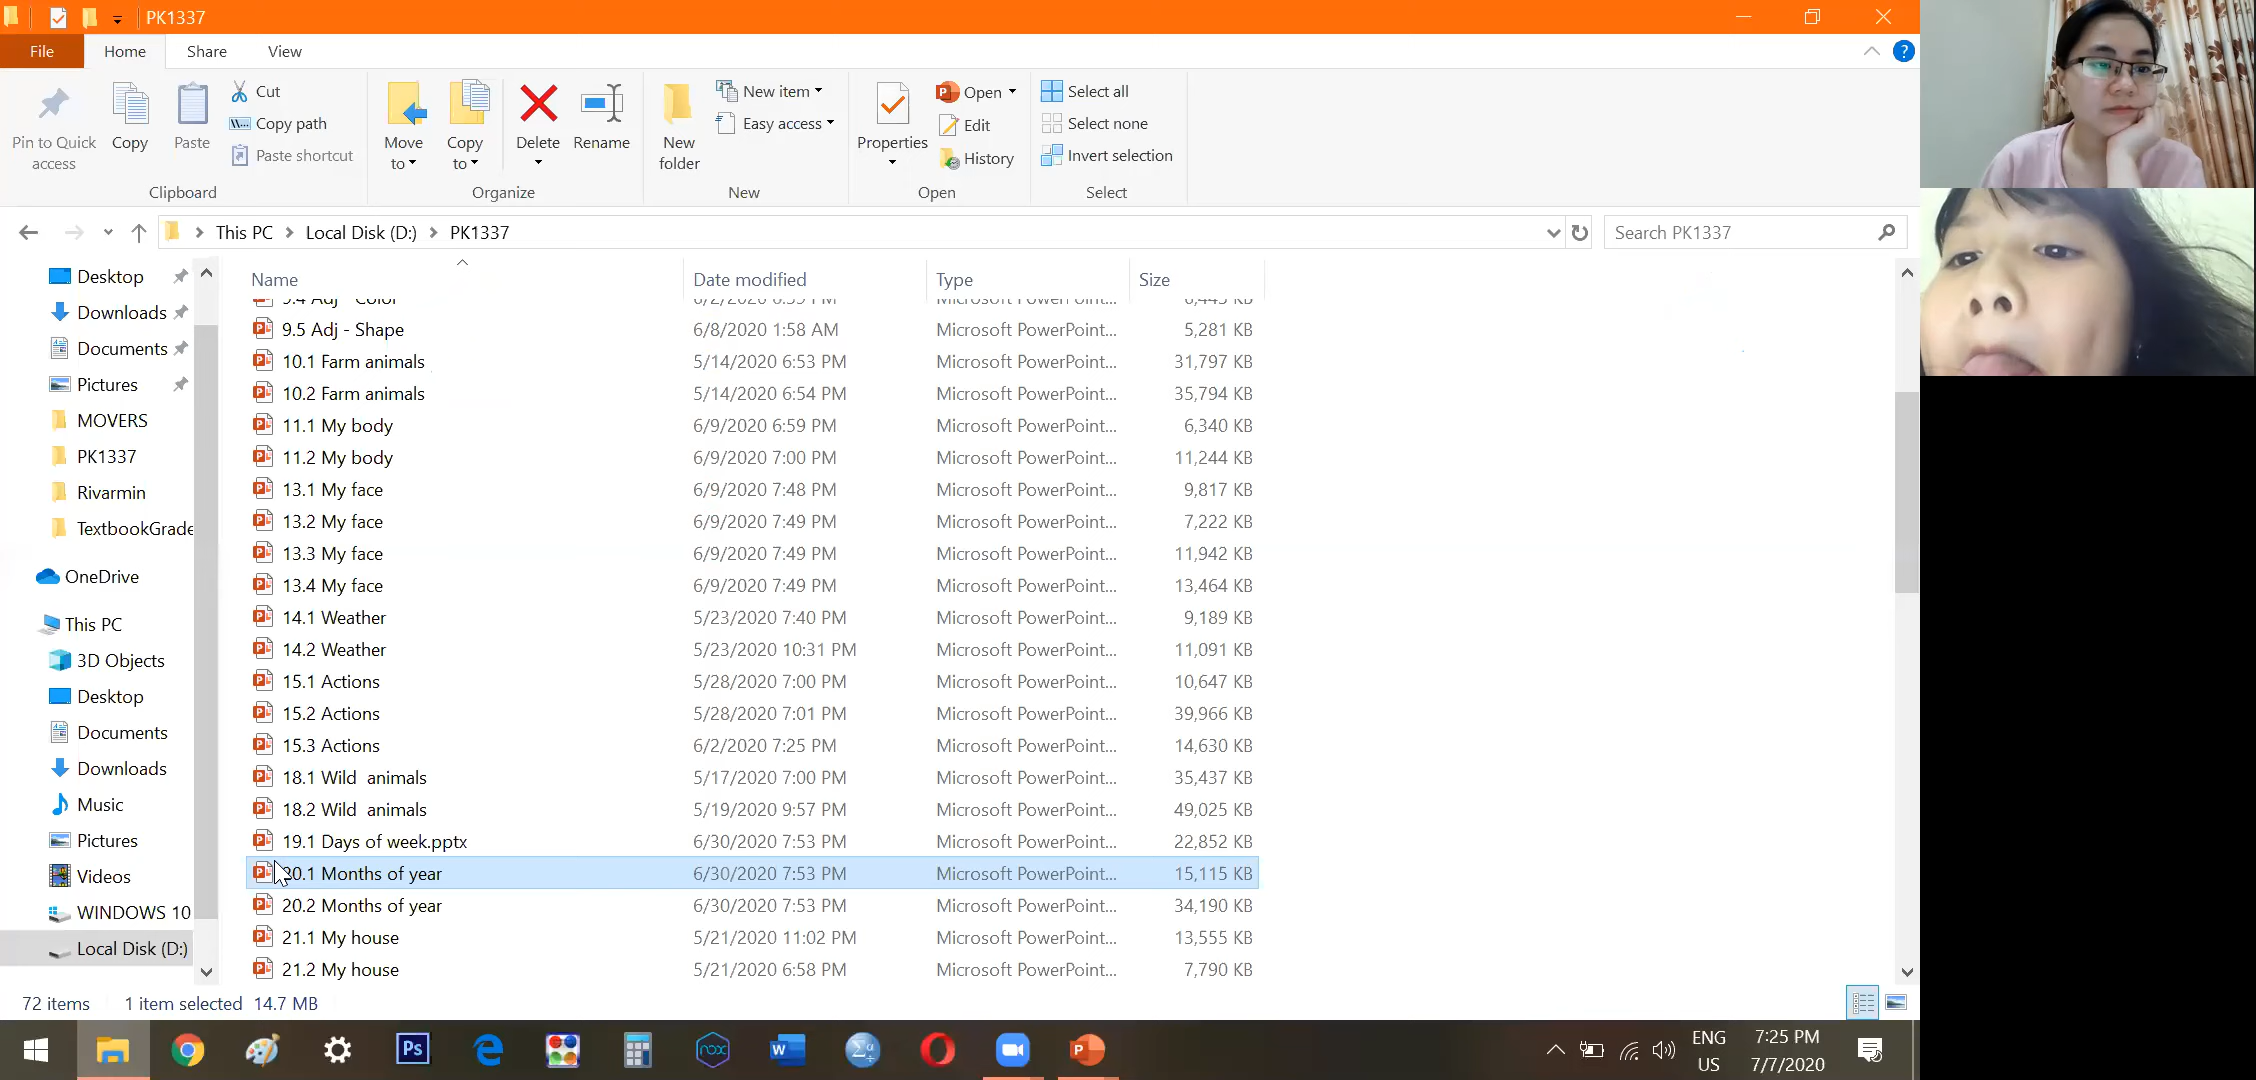 PK1337
File Home Share View
Pin to Quick access
Copy
Paste
Cut
Copy path
Paste shortcut
Clipboard
Move to
Copy to
Delete
Rename
Organize
New folder
New item
Easy access
New
Properties
Open
Edit
History
Open
Select all
Select none
Invert selection
Select
This PC Local Disk (D:) PK1337
Search PK1337
Desktop
Downloads
Documents
Pictures
MOVERS
PK1337
Rivarmin
TextbookGrade
OneDrive
This PC
3D Objects
Desktop
Documents
Downloads
Music
Pictures
Videos
WINDOWS 10
Local Disk (D:)
Name Date modified Type Size
9.4 Adj - Color 6/2/2020 6:59 PM Microsoft PowerPoint... 6,445 KB
9.5 Adj - Shape 6/8/2020 1:58 AM Microsoft PowerPoint... 5,281 KB
10.1 Farm animals 5/14/2020 6:53 PM Microsoft PowerPoint... 31,797 KB
10.2 Farm animals 5/14/2020 6:54 PM Microsoft PowerPoint... 35,794 KB
11.1 My body 6/9/2020 6:59 PM Microsoft PowerPoint... 6,340 KB
11.2 My body 6/9/2020 7:00 PM Microsoft PowerPoint... 11,244 KB
13.1 My face 6/9/2020 7:48 PM Microsoft PowerPoint... 9,817 KB
13.2 My face 6/9/2020 7:49 PM Microsoft PowerPoint... 7,222 KB
13.3 My face 6/9/2020 7:49 PM Microsoft PowerPoint... 11,942 KB
13.4 My face 6/9/2020 7:49 PM Microsoft PowerPoint... 13,464 KB
14.1 Weather 5/23/2020 7:40 PM Microsoft PowerPoint... 9,189 KB
14.2 Weather 5/23/2020 10:31 PM Microsoft PowerPoint... 11,091 KB
15.1 Actions 5/28/2020 7:00 PM Microsoft PowerPoint... 10,647 KB
15.2 Actions 5/28/2020 7:01 PM Microsoft PowerPoint... 39,966 KB
15.3 Actions 6/2/2020 7:25 PM Microsoft PowerPoint... 14,630 KB
18.1 Wild animals 5/17/2020 7:00 PM Microsoft PowerPoint... 35,437 KB
18.2 Wild animals 5/19/2020 9:57 PM Microsoft PowerPoint... 49,025 KB
19.1 Days of week.pptx 6/30/2020 7:53 PM Microsoft PowerPoint... 22,852 KB
20.1 Months of year 6/30/2020 7:53 PM Microsoft PowerPoint... 15,115 KB
20.2 Months of year 6/30/2020 7:53 PM Microsoft PowerPoint... 34,190 KB
21.1 My house 5/21/2020 11:02 PM Microsoft PowerPoint... 13,555 KB
21.2 My house 5/21/2020 6:58 PM Microsoft PowerPoint... 7,790 KB
72 items 1 item selected 14.7 MB
ENG 7:25 PM
US 7/7/2020